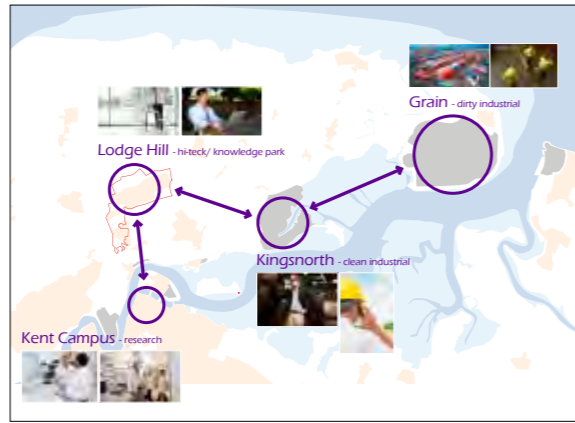 Grain - dirty industrial
Lodge Hill - hi-teck/ knowledge park
Kingsnorth - clean industrial
Kent Campus - research